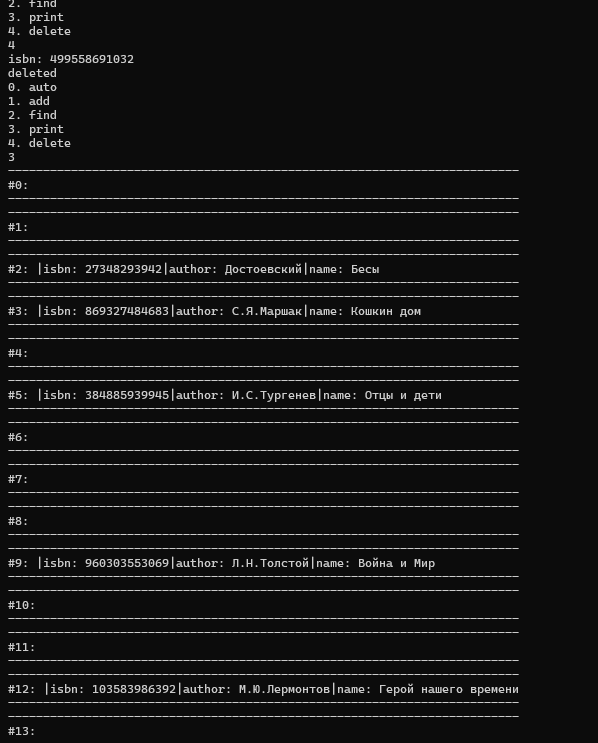 2. find
3. print
4. delete
4
isbn: 499558691032
deleted
0. auto
1. add
2. find
3. print
4. delete
3
#0:
#1:
#2: |isbn: 27348293942|author: Достоевский|name: Бесы
#3: |isbn: 869327484683|author: С.Я.Маршак|name: Кошкин дом
#4:
#5: |isbn: 384885939945|author: И.С.Тургенев|name: Отцы и дети
#6:
#7:
#8:
#9: |isbn: 960303553069|author: Л.Н.Толстой|name: Война и Мир
#10:
#11:
#12: |isbn: 103583986392|author: М.Ю.Лермонтов|name: Герой нашего времени
#13: